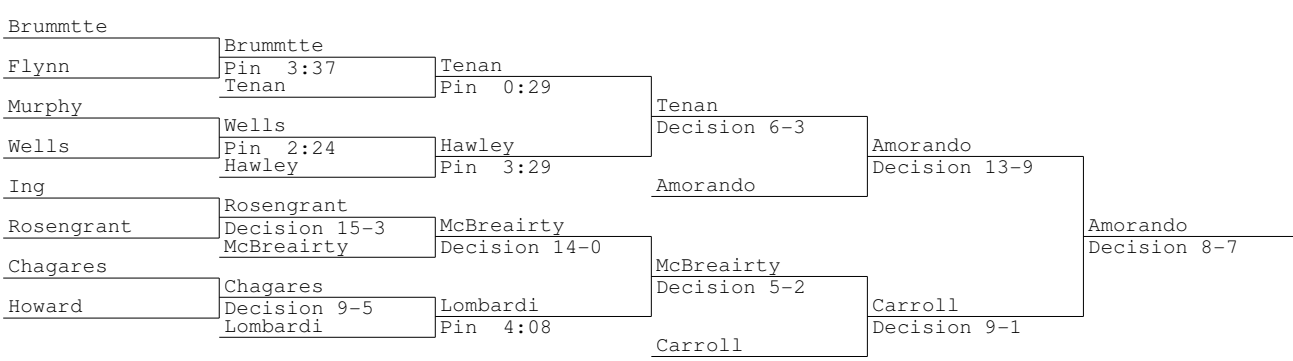 Brummtte
Flynn
Murphy
Wells
Ing
Rosengrant
Chagares
Howard
Brummtte
Pin 3:37
Tenan
Wells
Pin 2:24
Hawley
Rosengrant
Decision 15-3
McBreairty
Chagares
Decision 9-5
Lombardi
Tenan
Pin 0:29
Hawley
Pin 3:29
McBreairty
Decision 14-0
Lombardi
Pin 4:08
Tenan
Decision 6-3
Amorando
McBreairty
Decision 5-2
Carroll
Amorando
Decision 13-9
Carroll
Decision 9-1
Amorando
Decision 8-7